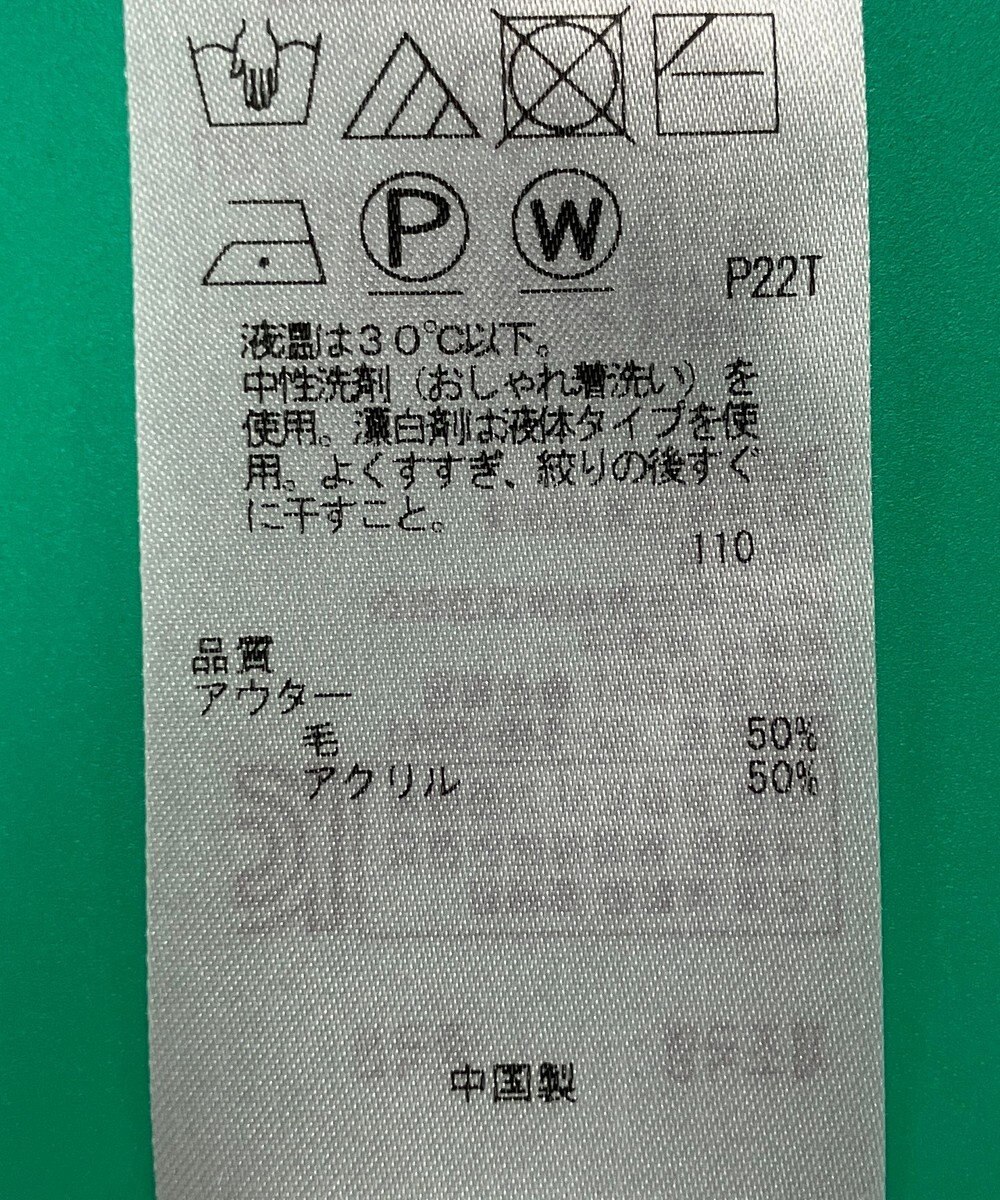 P
W
P22T
液温は30℃以下。
中性洗剤（おしゃれ着洗い）を
使用。漂白剤は液体タイプを使
用。よくすすぎ、絞りの後すぐ
に干すこと。
110
品質
アウター
毛 50%
アクリル 50%
中国製